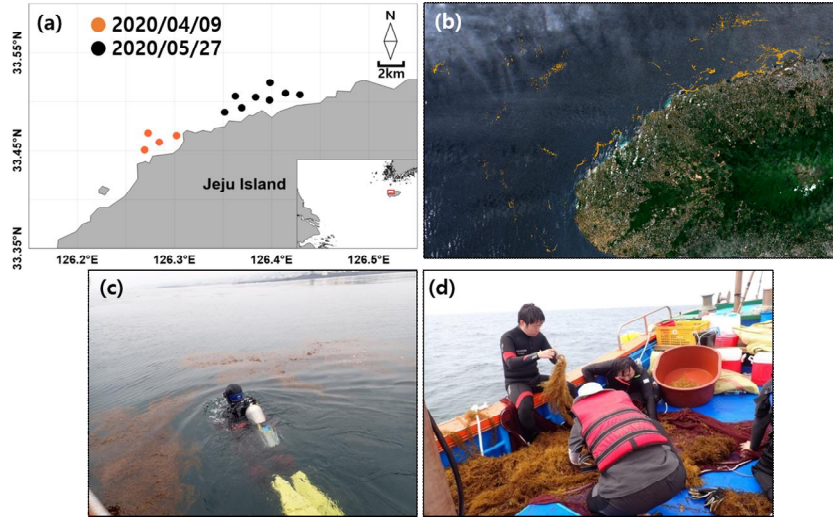 (a)
2020/04/09
2020/05/27
N
2km
33.55°N
33.45°N
33.35°N
Jeju Island
126.2°E
126.3°E
126.4°E
126.5°E
(b)
(c)
(d)